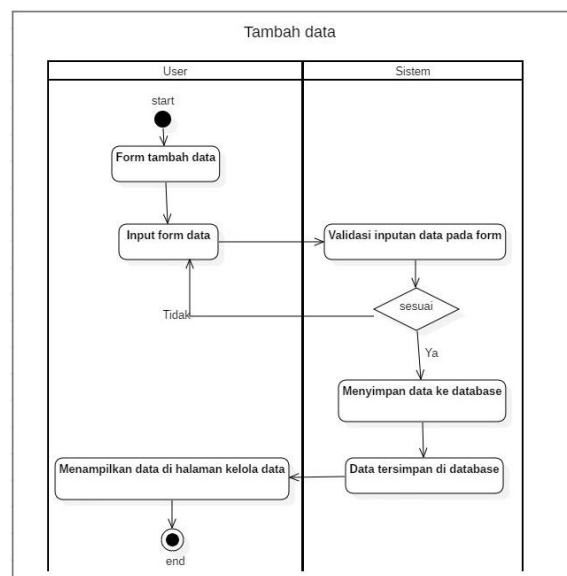 Tambah data
User
Sistem
start
Form tambah data
Input form data
Validasi inputan data pada form
sesuai
Tidak
Ya
Menyimpan data ke database
Menampilkan data di halaman kelola data
Data tersimpan di database
end